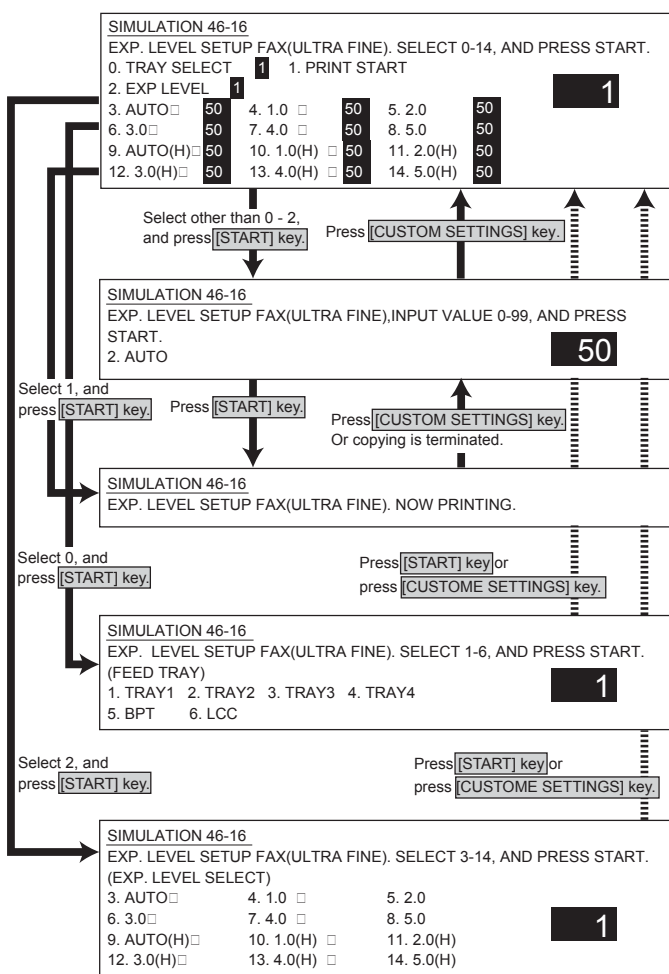 SIMULATION 46-16
EXP. LEVEL SETUP FAX(ULTRA FINE). SELECT 0-14, AND PRESS START.
0. TRAY SELECT 1 1. PRINT START
2. EXP LEVEL 1
1
3. AUTO□ 50 4. 1.0 □ 50 5. 2.0 50
6. 3.0□ 50 7. 4.0 □ 50 8. 5.0 50
9. AUTO(H)□ 50 10. 1.0(H) □ 50 11. 2.0(H) 50
12. 3.0(H)□ 50 13. 4.0(H) □ 50 14. 5.0(H) 50
Select other than 0 - 2,
and press [START] key.
Press [CUSTOM SETTINGS] key.
SIMULATION 46-16
EXP. LEVEL SETUP FAX(ULTRA FINE),INPUT VALUE 0-99, AND PRESS
START.
2. AUTO
50
Select 1, and
press [START] key.
Press [START] key.
Press [CUSTOM SETTINGS] key.
Or copying is terminated.
SIMULATION 46-16
EXP. LEVEL SETUP FAX(ULTRA FINE). NOW PRINTING.
Select 0, and
press [START] key.
Press [START] key or
press [CUSTOME SETTINGS] key.
SIMULATION 46-16
EXP. LEVEL SETUP FAX(ULTRA FINE). SELECT 1-6, AND PRESS START.
(FEED TRAY)
1. TRAY1 2. TRAY2 3. TRAY3 4. TRAY4
5. BPT 6. LCC
1
Select 2, and
press [START] key.
Press [START] key or
press [CUSTOME SETTINGS] key.
SIMULATION 46-16
EXP. LEVEL SETUP FAX(ULTRA FINE). SELECT 3-14, AND PRESS START.
(EXP. LEVEL SELECT)
3. AUTO□ 4. 1.0 □ 5. 2.0
6. 3.0□ 7. 4.0 □ 8. 5.0
9. AUTO(H)□ 10. 1.0(H) □ 11. 2.0(H)
12. 3.0(H)□ 13. 4.0(H) □ 14. 5.0(H)
1